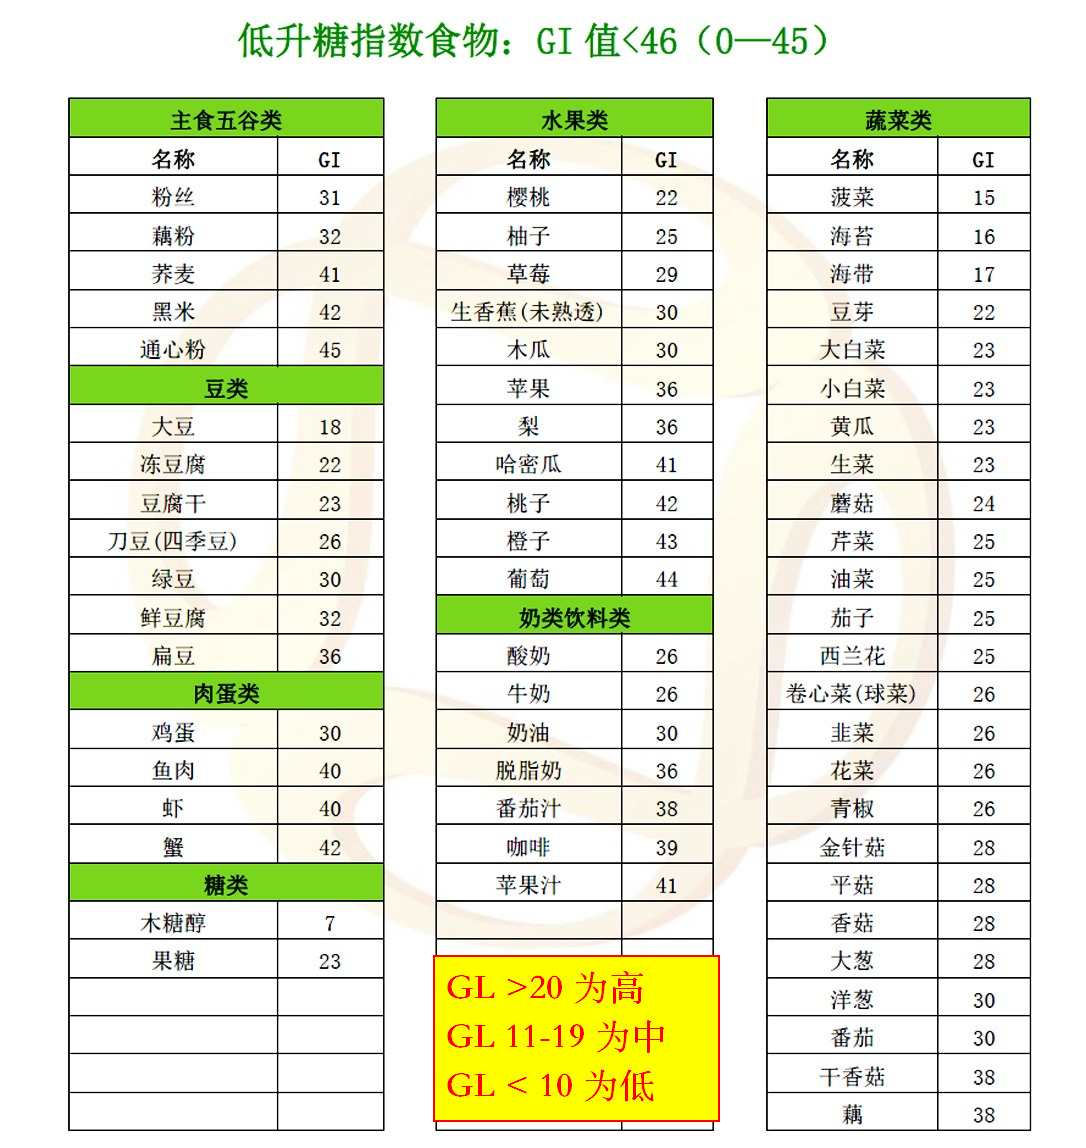 低升糖指数食物：GI 值<46（0—45）
主食五谷类
名称 GI
粉丝 31
藕粉 32
荞麦 41
黑米 42
通心粉 45
豆类
大豆 18
冻豆腐 22
豆腐干 23
刀豆(四季豆) 26
绿豆 30
鲜豆腐 32
扁豆 36
肉蛋类
鸡蛋 30
鱼肉 40
虾 40
蟹 42
糖类
木糖醇 7
果糖 23
水果类
名称 GI
樱桃 22
柚子 25
草莓 29
生香蕉(未熟透) 30
木瓜 30
苹果 36
梨 36
哈密瓜 41
桃子 42
橙子 43
葡萄 44
奶类饮料类
酸奶 26
牛奶 26
奶油 30
脱脂奶 36
番茄汁 38
咖啡 39
苹果汁 41
GL >20 为高
GL 11-19 为中
GL < 10 为低
蔬菜类
名称 GI
菠菜 15
海苔 16
海带 17
豆芽 22
大白菜 23
小白菜 23
黄瓜 23
生菜 23
蘑菇 24
芹菜 25
油菜 25
茄子 25
西兰花 25
卷心菜(球菜) 26
韭菜 26
花菜 26
青椒 26
金针菇 28
平菇 28
香菇 28
大葱 28
洋葱 30
番茄 30
干香菇 38
藕 38